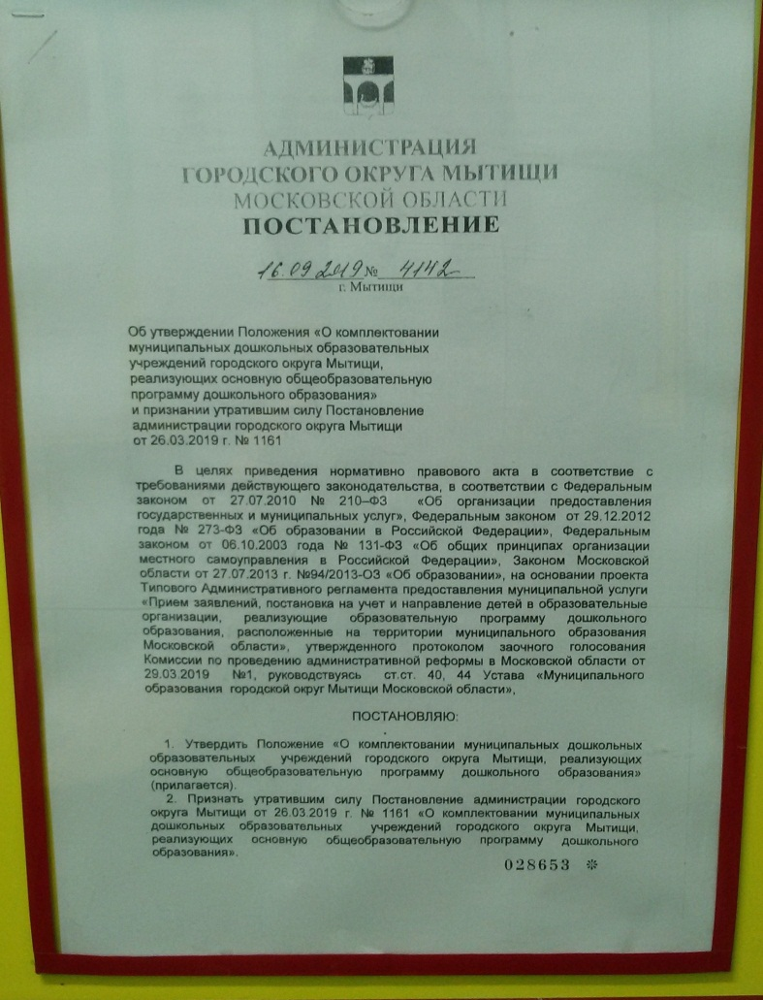 АДМИНИСТРАЦИЯ
ГОРОДСКОГО ОКРУГА МЫТИЩИ
МОСКОВСКОЙ ОБЛАСТИ
ПОСТАНОВЛЕНИЕ
16.09.2019 № 4142
г. Мытищи
Об утверждении Положения «О комплектовании
муниципальных дошкольных образовательных
учреждений городского округа Мытищи,
реализующих основную общеобразовательную
программу дошкольного образования»
и признании утратившим силу Постановление
администрации городского округа Мытищи
от 26.03.2019 г. № 1161
В целях приведения нормативно правового акта в соответствие с
требованиями действующего законодательства, в соответствии с Федеральным
законом от 27.07.2010 № 210–ФЗ «Об организации предоставления
государственных и муниципальных услуг», Федеральным законом от 29.12.2012
года № 273-ФЗ «Об образовании в Российской Федерации», Федеральным
законом от 06.10.2003 года № 131-ФЗ «Об общих принципах организации
местного самоуправления в Российской Федерации», Законом Московской
области от 27.07.2013 г. №94/2013-ОЗ «Об образовании», на основании проекта
Типового Административного регламента предоставления муниципальной услуги
«Прием заявлений, постановка на учет и направление детей в образовательные
организации, реализующие образовательную программу дошкольного
образования, расположенные на территории муниципального образования
Московской области», утвержденного протоколом заочного голосования
Комиссии по проведению административной реформы в Московской области от
29.03.2019 №1, руководствуясь ст.ст. 40, 44 Устава «Муниципального
образования городской округ Мытищи Московской области»,
ПОСТАНОВЛЯЮ:
1. Утвердить Положение «О комплектовании муниципальных дошкольных
образовательных учреждений городского округа Мытищи, реализующих
основную общеобразовательную программу дошкольного образования»
(прилагается).
2. Признать утратившим силу Постановление администрации городского
округа Мытищи от 26.03.2019 г. № 1161 «О комплектовании муниципальных
дошкольных образовательных учреждений городского округа Мытищи,
реализующих основную общеобразовательную программу дошкольного
образования».
028653 ✻